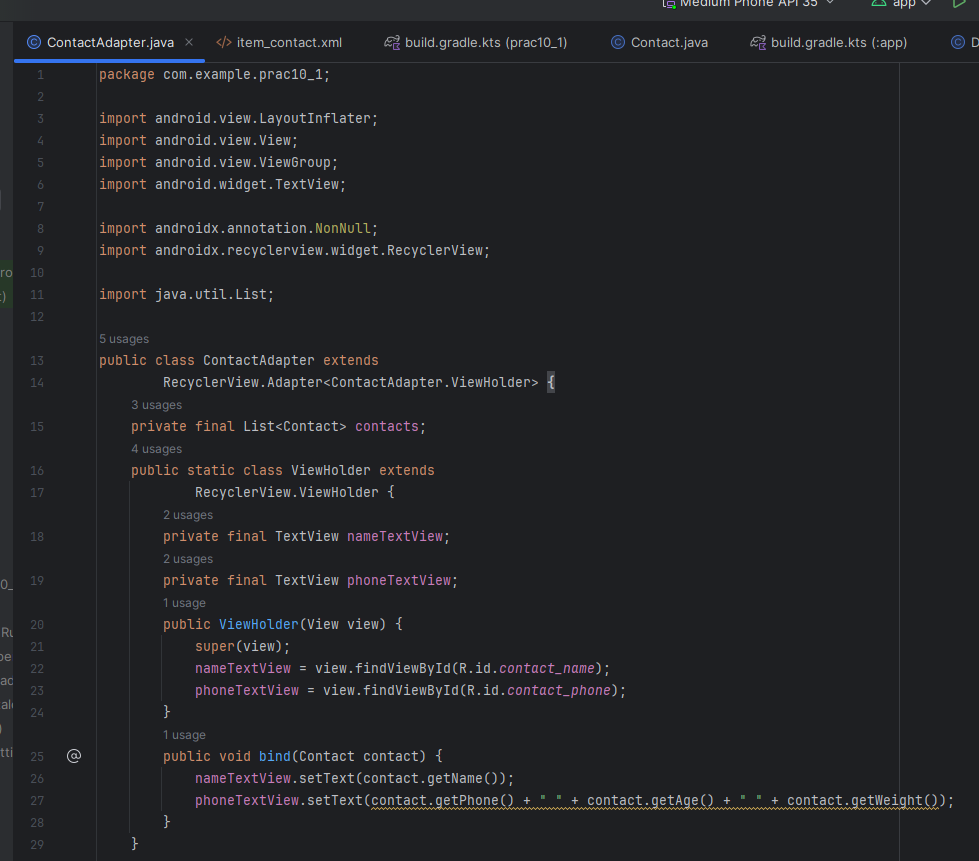 Medium Phone API 35 app
ContactAdapter.java item_contact.xml build.gradle.kts (prac10_1) Contact.java build.gradle.kts (:app) D
1 package com.example.prac10_1;
2
3 import android.view.LayoutInflater;
4 import android.view.View;
5 import android.view.ViewGroup;
6 import android.widget.TextView;
7
8 import androidx.annotation.NonNull;
9 import androidx.recyclerview.widget.RecyclerView;
10
11 import java.util.List;
12
5 usages
13 public class ContactAdapter extends
14 RecyclerView.Adapter<ContactAdapter.ViewHolder> {
3 usages
15 private final List<Contact> contacts;
4 usages
16 public static class ViewHolder extends
17 RecyclerView.ViewHolder {
2 usages
18 private final TextView nameTextView;
2 usages
19 private final TextView phoneTextView;
1 usage
20 public ViewHolder(View view) {
21 super(view);
22 nameTextView = view.findViewById(R.id.contact_name);
23 phoneTextView = view.findViewById(R.id.contact_phone);
24 }
1 usage
25 @ public void bind(Contact contact) {
26 nameTextView.setText(contact.getName());
27 phoneTextView.setText(contact.getPhone() + " " + contact.getAge() + " " + contact.getWeight());
28 }
29 }